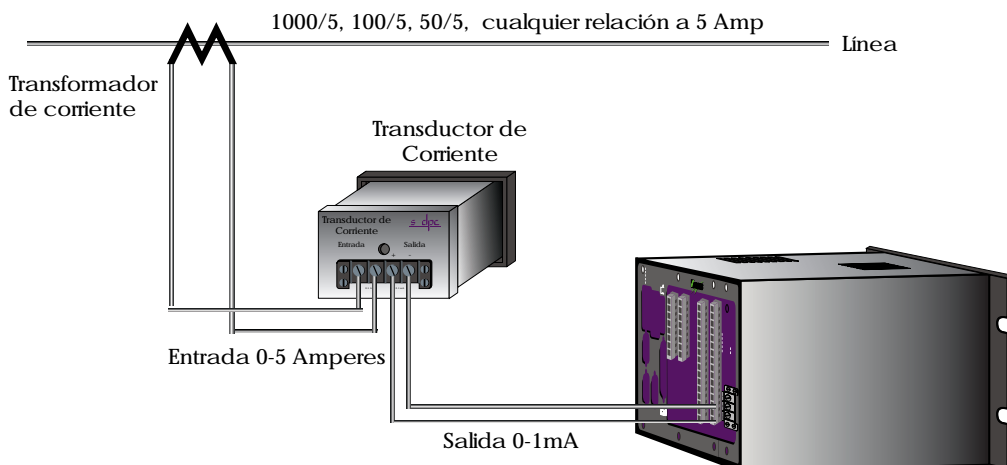 1000/5, 100/5, 50/5, cualquier relación a 5 Amp
Línea
Transformador
de corriente
Transductor de
Corriente
Transductor de
Corriente
s dpc
Entrada
Salida
+
-
Entrada 0-5 Amperes
Salida 0-1mA